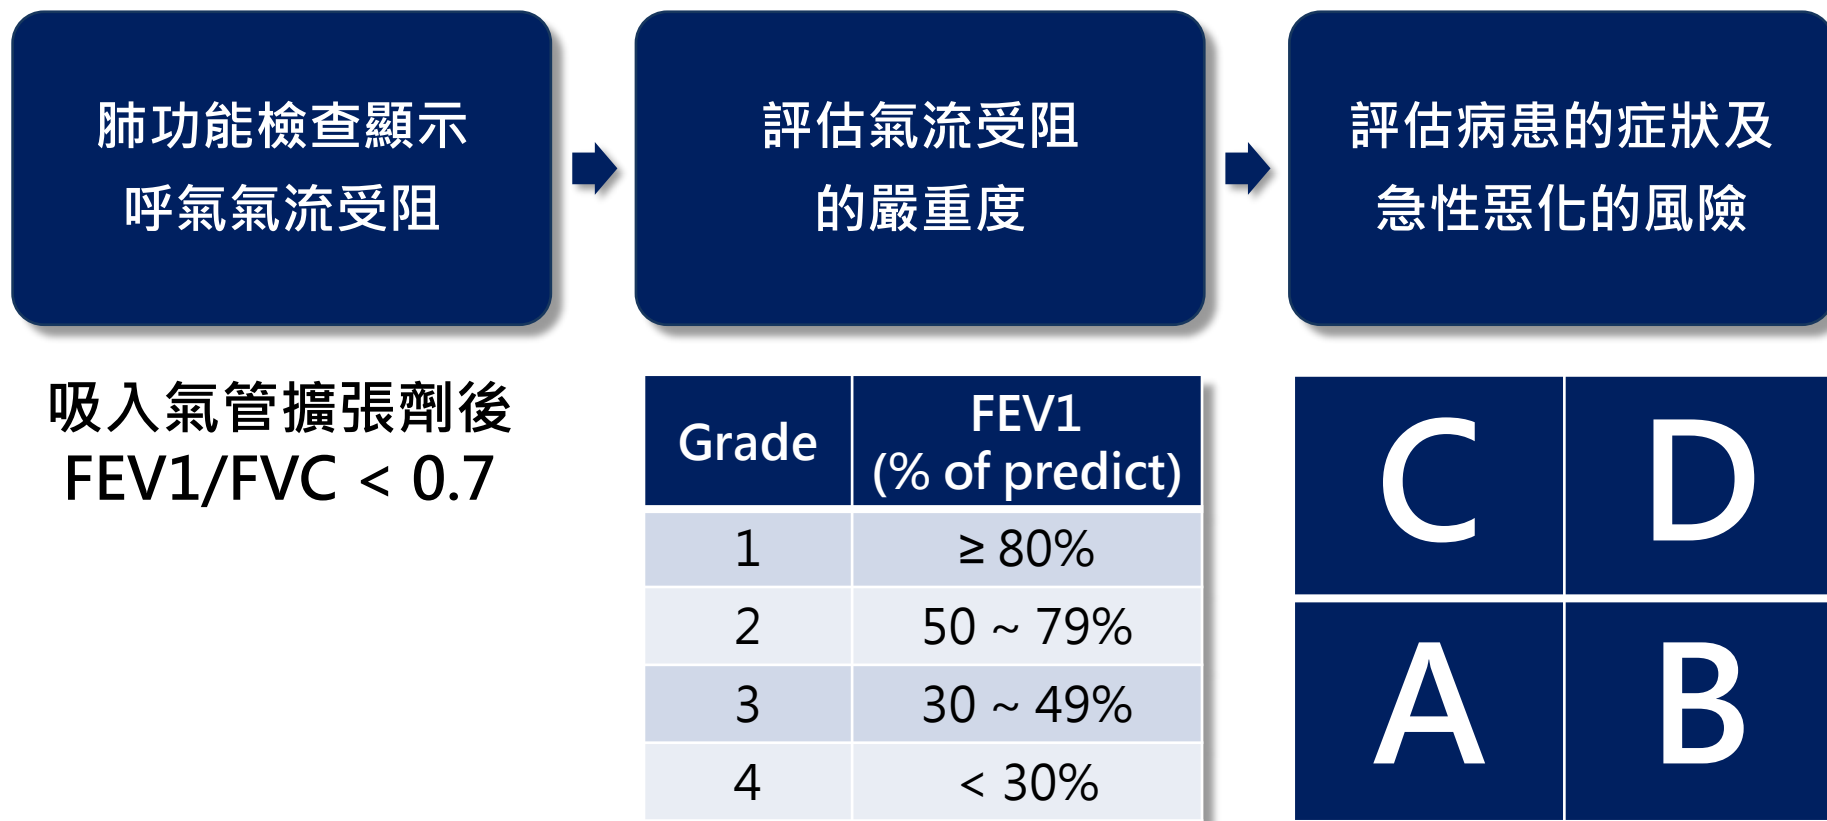 肺功能檢查顯示
呼氣氣流受阻
評估氣流受阻
的嚴重度
評估病患的症狀及
急性惡化的風險
吸入氣管擴張劑後
FEV1/FVC < 0.7
Grade
FEV1
(% of predict)
1
≥ 80%
2
50 ~ 79%
3
30 ~ 49%
4
< 30%
C
D
A
B